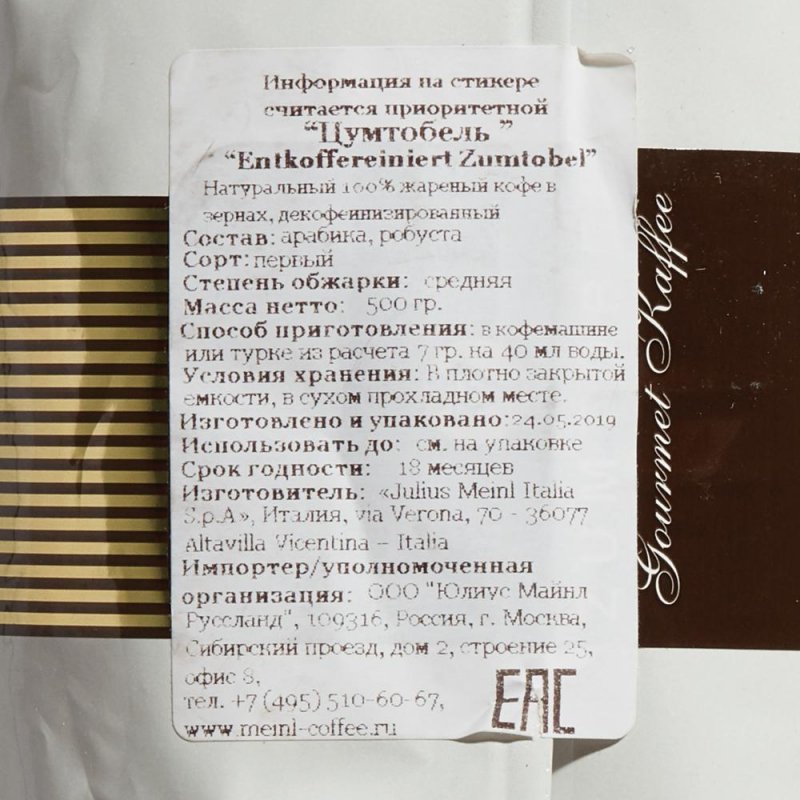 Информация на стикере
считается приоритетной
“Цумтобель ”
“Entkoffereiniert Zumtobel”
Натуральный 100% жареный кофе в
зернах, декофеинизированный
Состав: арабика, робуста
Сорт: первый
Степень обжарки: средняя
Масса нетто: 500 гр.
Способ приготовления: в кофемашине
или турке из расчета 7 гр. на 40 мл воды.
Условия хранения: В плотно закрытой
емкости, в сухом прохладном месте.
Изготовлено и упаковано:24.05.2019
Использовать до: см. на упаковке
Срок годности: 18 месяцев
Изготовитель: «Julius Meinl Italia
S.p.A», Италия, via Verona, 70 - 36077
Altavilla Vicentina – Italia
Импортер/уполномоченная
организация: ООО "Юлиус Майнл
Руссланд", 109316, Россия, г. Москва,
Сибирский проезд, дом 2, строение 25,
офис 8,
тел. +7 (495) 510-60-67,
www.meinl-coffee.ru
EAC
Gourmet Kaffee